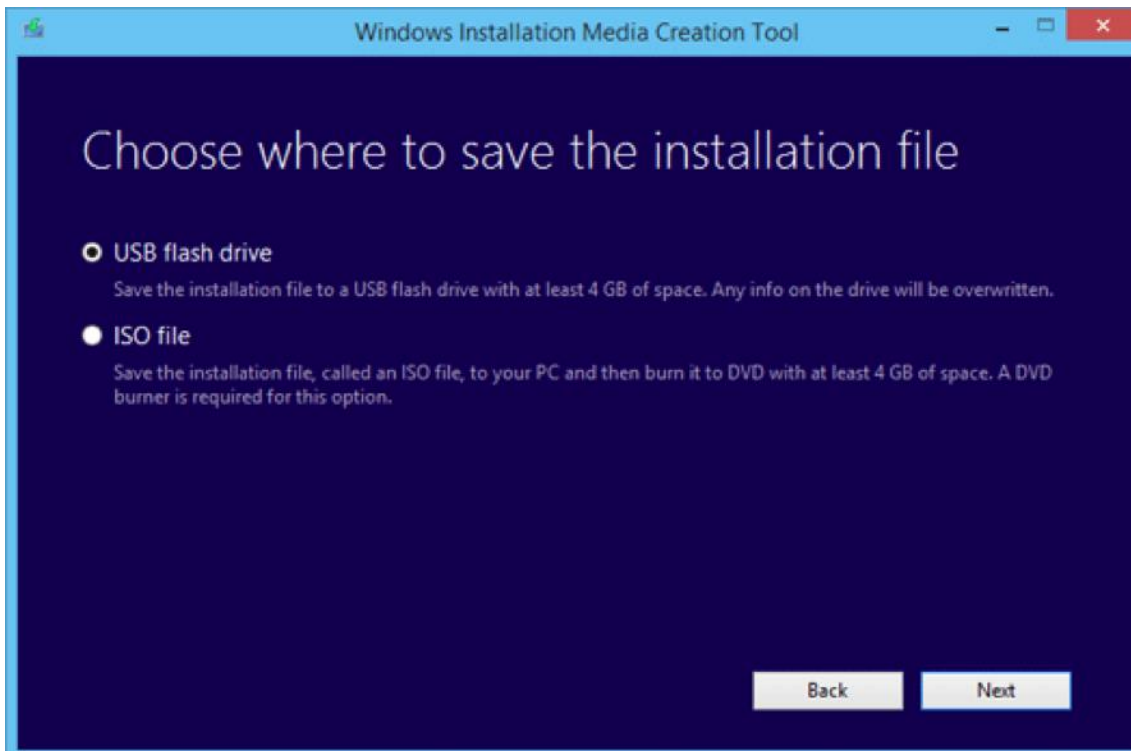 Windows Installation Media Creation Tool
Choose where to save the installation file
USB flash drive
Save the installation file to a USB flash drive with at least 4 GB of space. Any info on the drive will be overwritten.
ISO file
Save the installation file, called an ISO file, to your PC and then burn it to DVD with at least 4 GB of space. A DVD
burner is required for this option.
Back Next